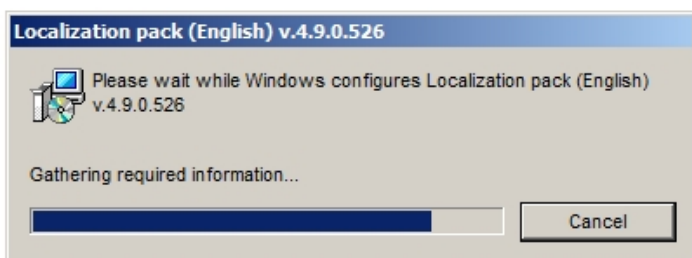 Localization pack (English) v.4.9.0.526
Please wait while Windows configures Localization pack (English)
v.4.9.0.526
Gathering required information...
Cancel